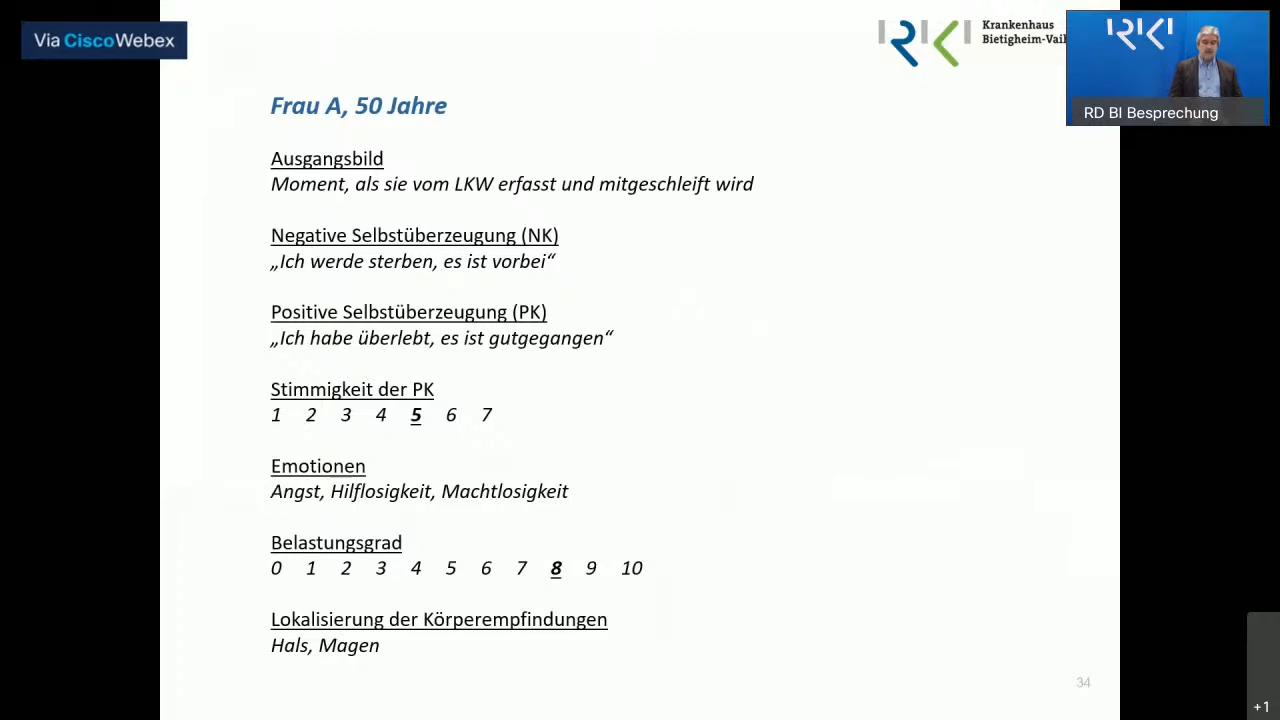 Via CiscoWebex
Krankenhaus
Bietigheim-Vaih
RD BI Besprechung
Frau A, 50 Jahre
Ausgangsbild
Moment, als sie vom LKW erfasst und mitgeschleift wird
Negative Selbstüberzeugung (NK)
„Ich werde sterben, es ist vorbei“
Positive Selbstüberzeugung (PK)
„Ich habe überlebt, es ist gutgegangen“
Stimmigkeit der PK
1 2 3 4 5 6 7
Emotionen
Angst, Hilflosigkeit, Machtlosigkeit
Belastungsgrad
0 1 2 3 4 5 6 7 8 9 10
Lokalisierung der Körperempfindungen
Hals, Magen
34
+1